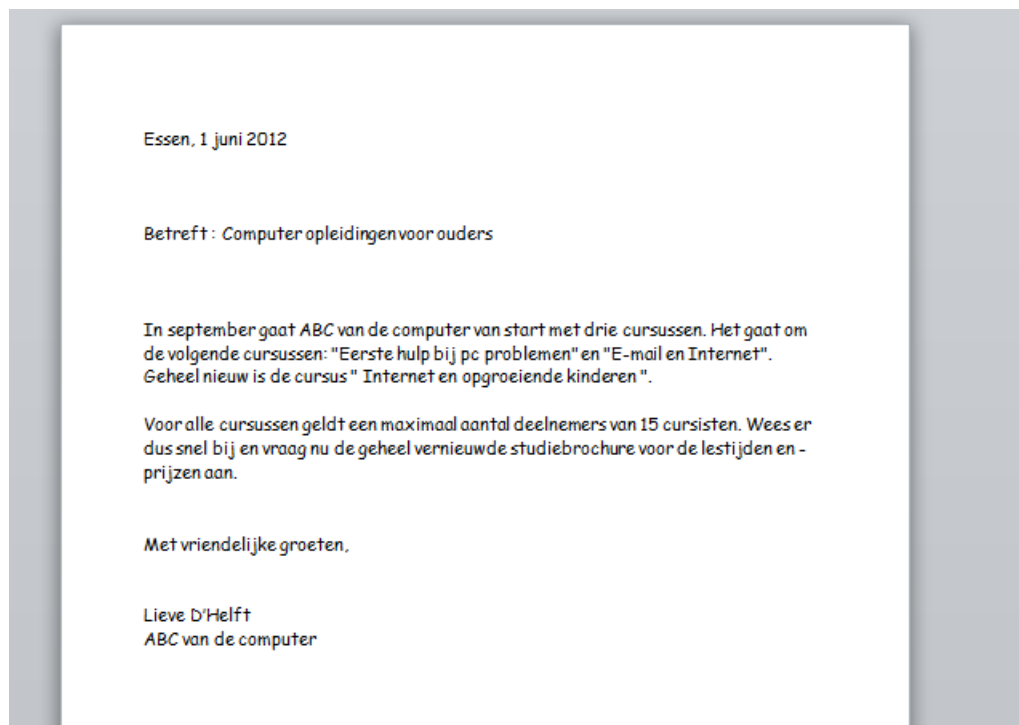 Essen, 1 juni 2012
Betreft : Computer opleidingen voor ouders
In september gaat ABC van de computer van start met drie cursussen. Het gaat om
de volgende cursussen: "Eerste hulp bij pc problemen" en "E-mail en Internet".
Geheel nieuw is de cursus " Internet en opgroeiende kinderen ".
Voor alle cursussen geldt een maximaal aantal deelnemers van 15 cursisten. Wees er
dus snel bij en vraag nu de geheel vernieuwde studiebrochure voor de lestijden en -
prijzen aan.
Met vriendelijke groeten,
Lieve D’Helft
ABC van de computer